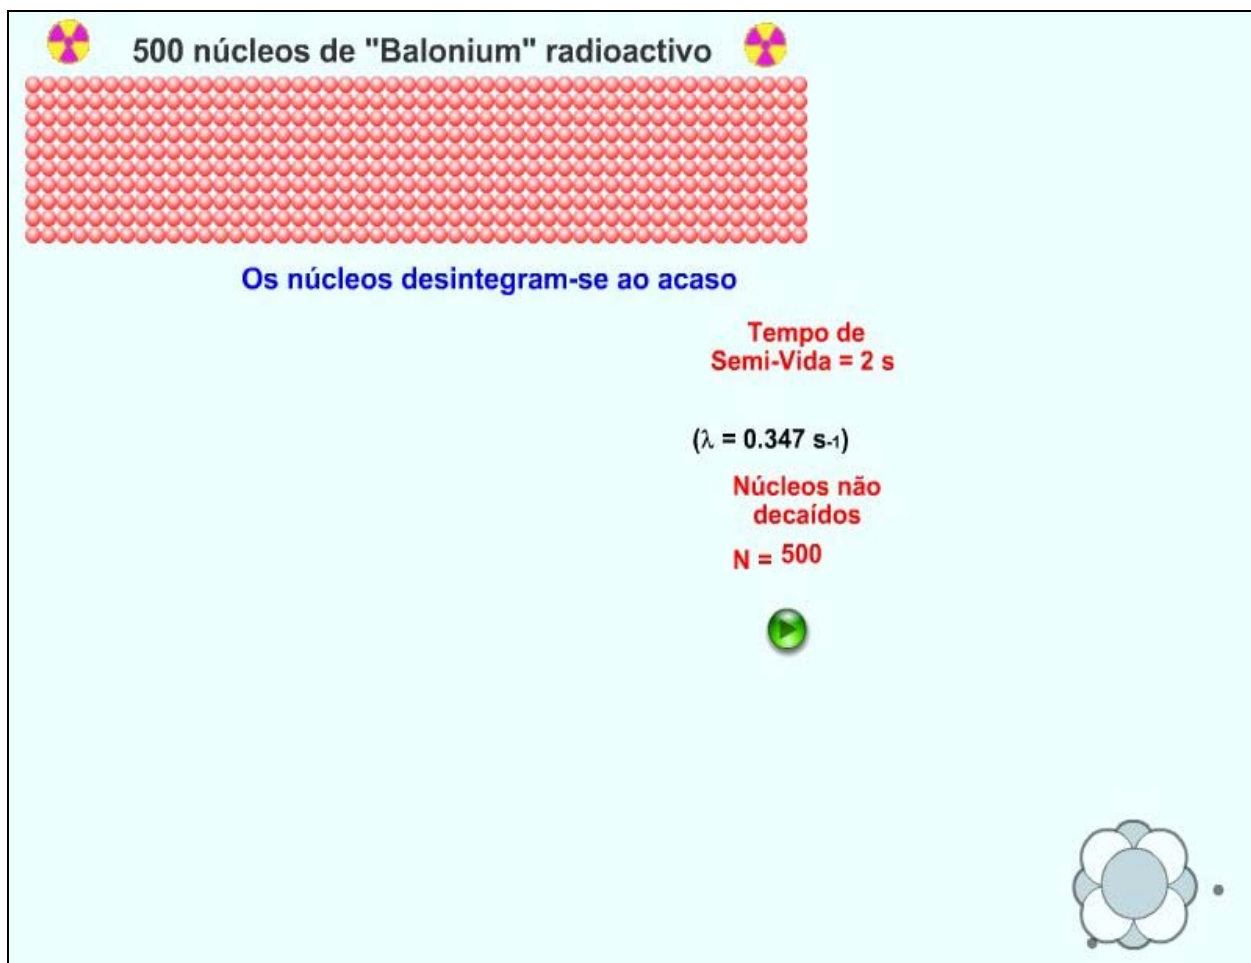 500 núcleos de "Balonium" radioactivo
Os núcleos desintegram-se ao acaso
Tempo de
Semi-Vida = 2 s
(λ = 0.347 s-1)
Núcleos não
decaídos
N = 500